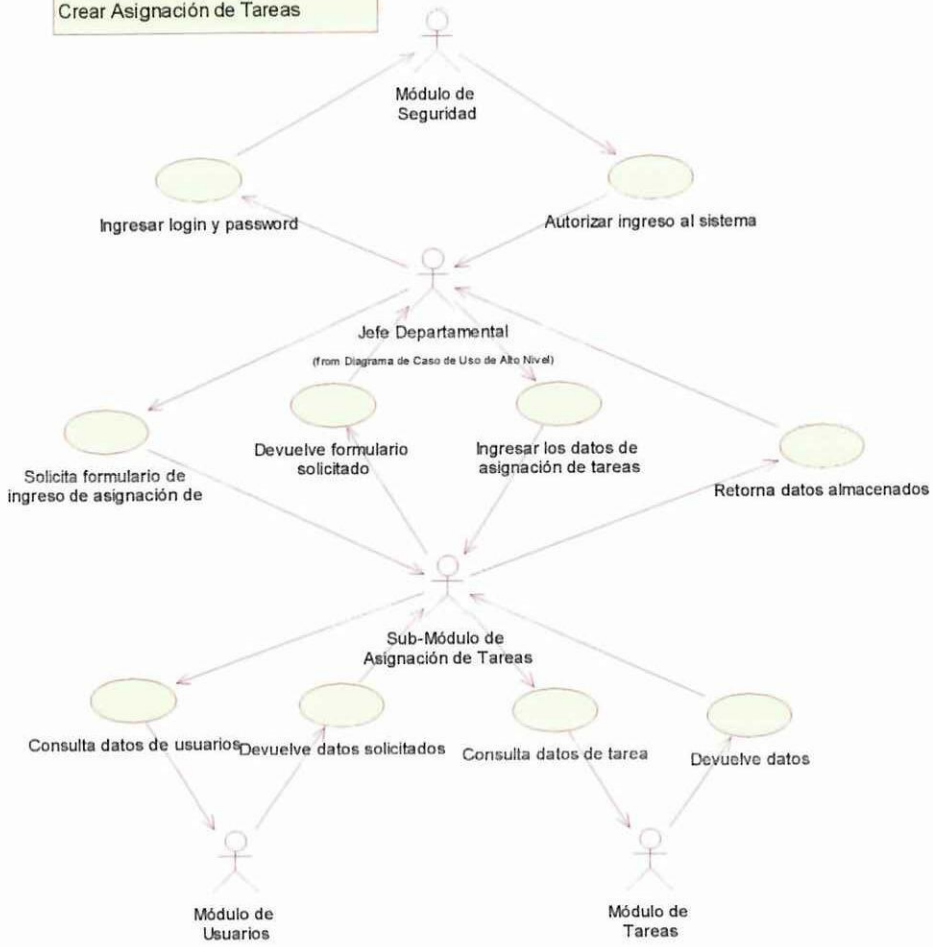 Crear Asignación de Tareas
Módulo de
Seguridad
Ingresar login y password
Autorizar ingreso al sistema
Jefe Departamental
(from Diagrama de Caso de Uso de Alto Nivel)
Devuelve formulario
solicitado
Ingresar los datos de
asignación de tareas
Solicita formulario de
ingreso de asignación de
Retorna datos almacenados
Sub-Módulo de
Asignación de Tareas
Consulta datos de usuarios
Devuelve datos solicitados
Consulta datos de tarea
Devuelve datos
Módulo de
Usuarios
Módulo de
Tareas